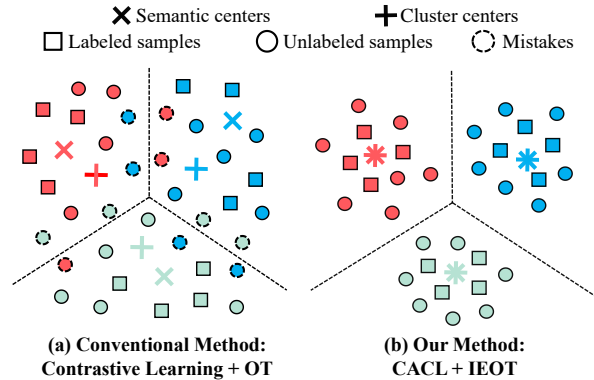 Semantic centers Cluster centers
Labeled samples Unlabeled samples Mistakes
(a) Conventional Method: (b) Our Method:
Contrastive Learning + OT CACL + IEOT